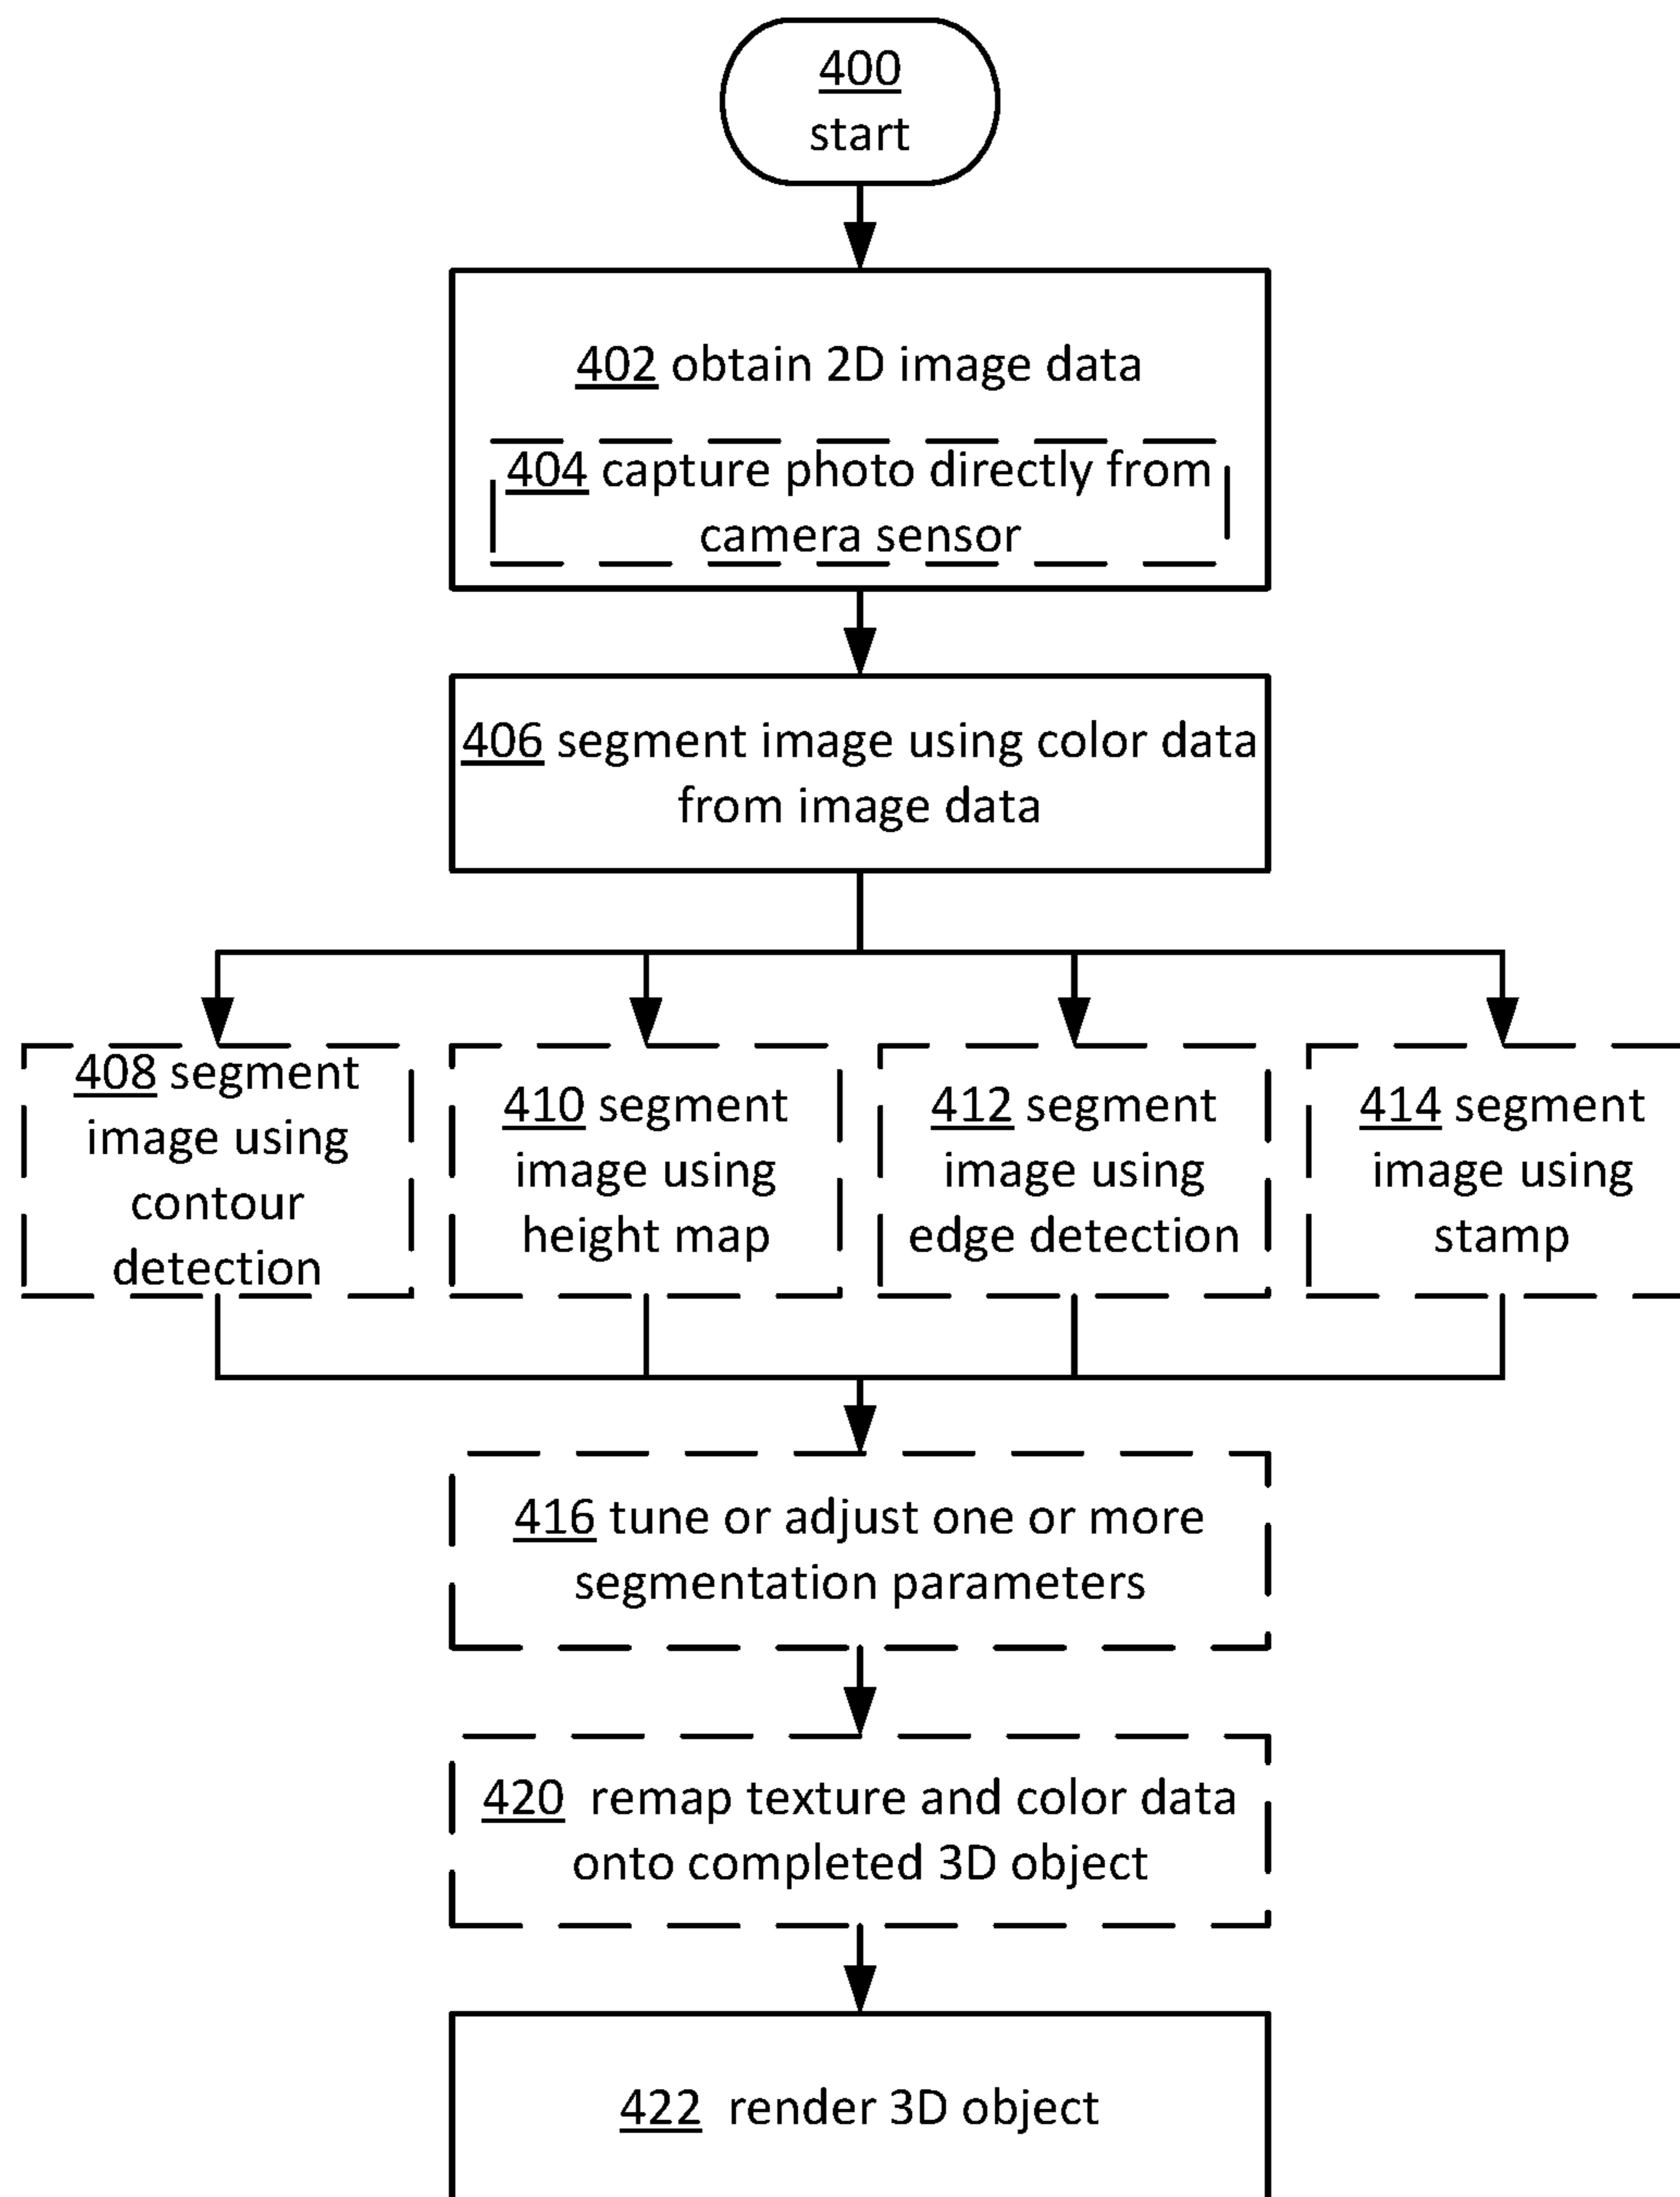 400
start
402 obtain 2D image data
404 capture photo directly from
camera sensor
406 segment image using color data
from image data
408 segment
image using
contour
detection
410 segment
image using
height map
412 segment
image using
edge detection
414 segment
image using
stamp
416 tune or adjust one or more
segmentation parameters
420 remap texture and color data
onto completed 3D object
422 render 3D object